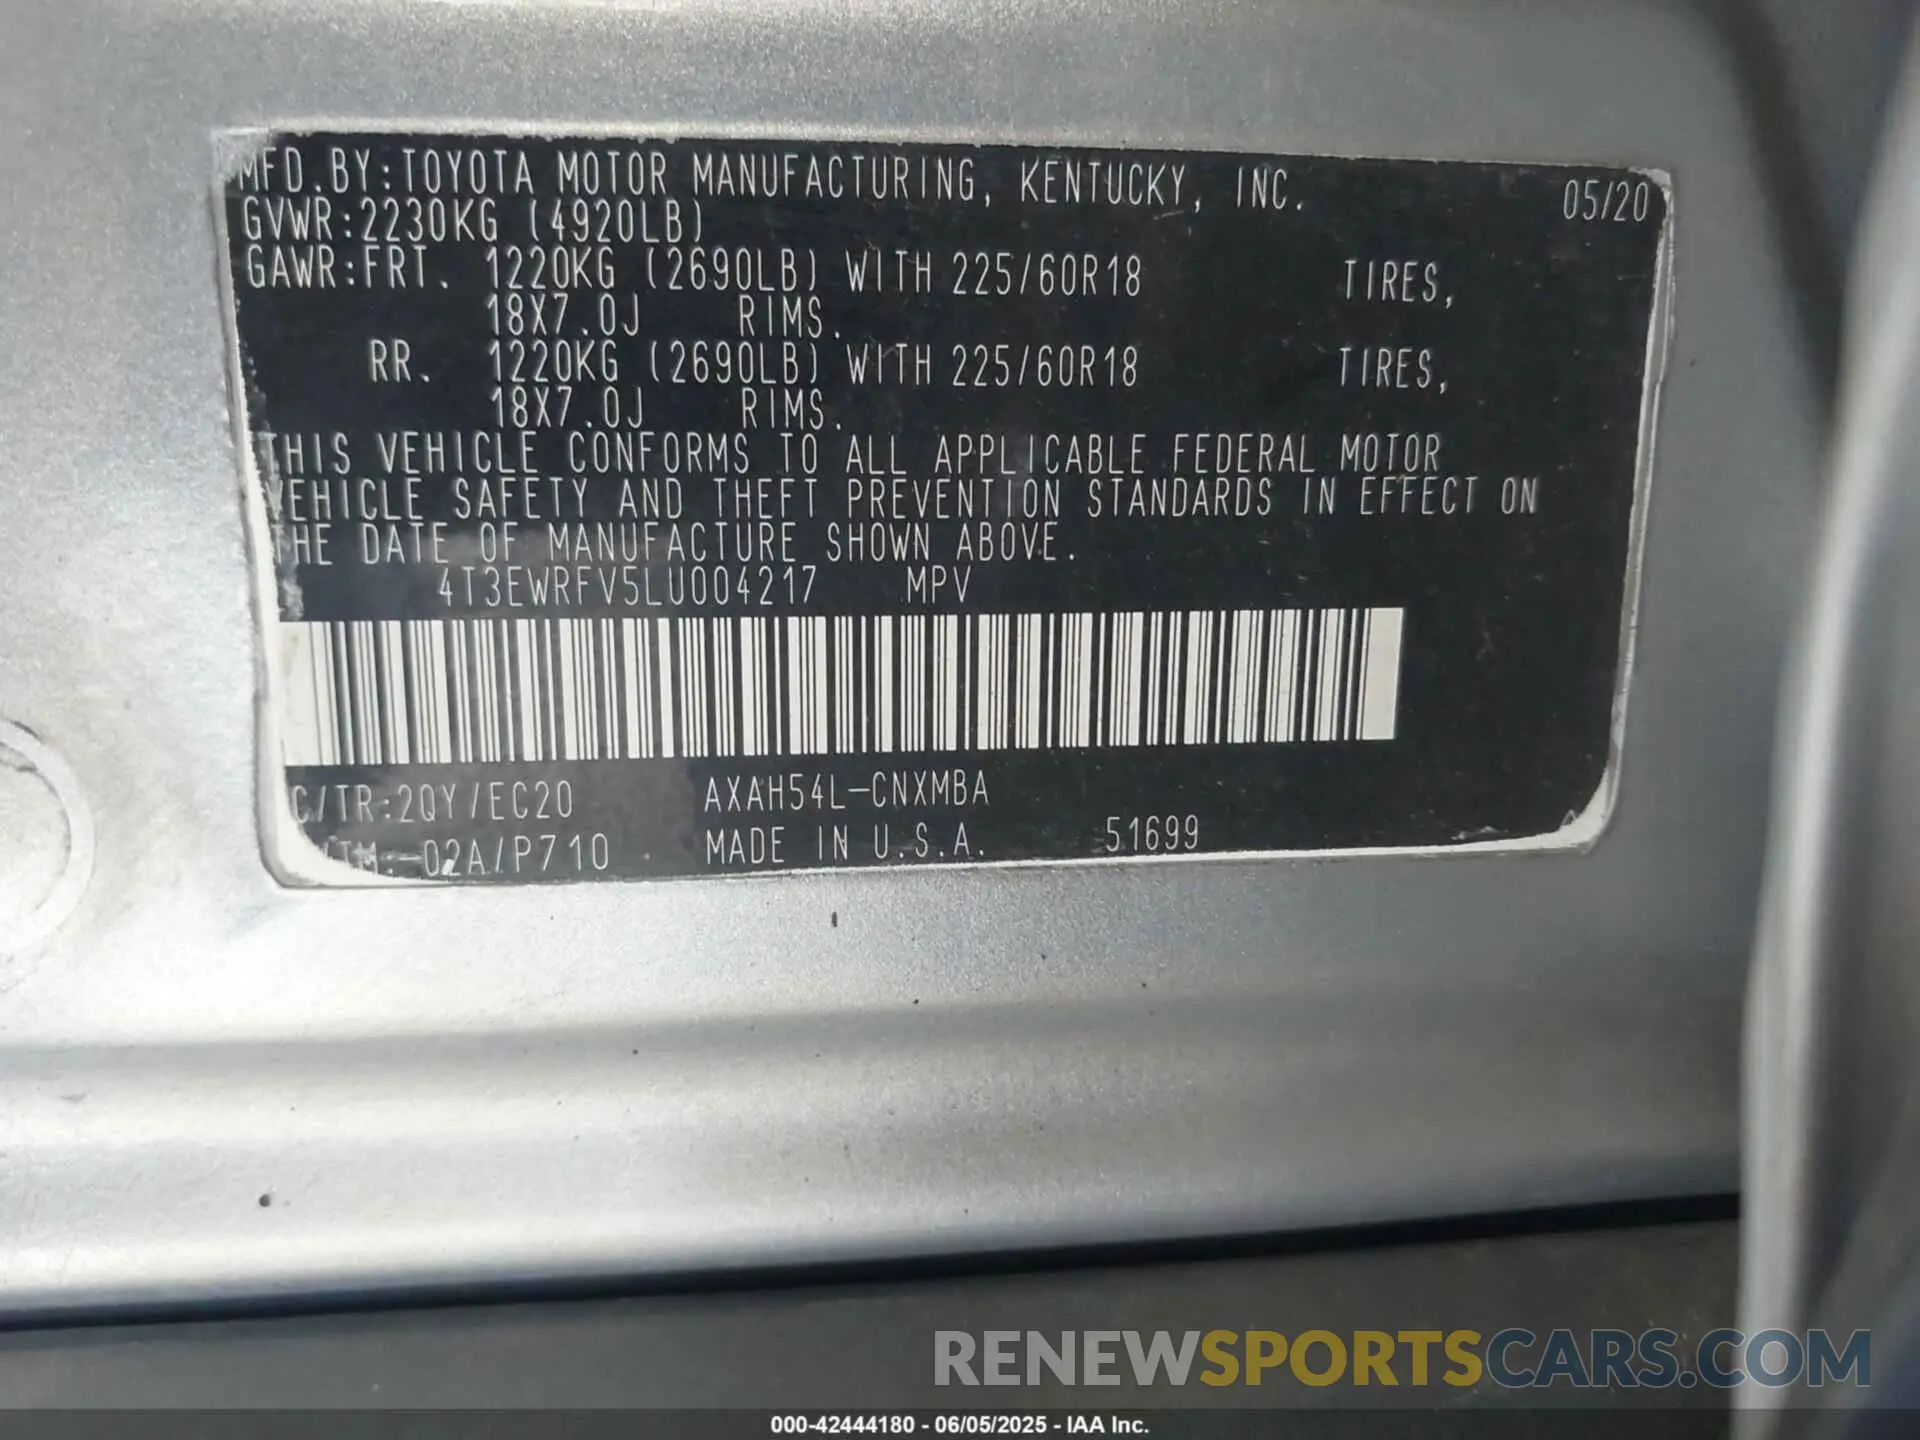 MFD.BY:TOYOTA MOTOR MANUFACTURING, KENTUCKY, INC. 05/20
GVWR:2230KG (4920LB)
GAWR:FRT. 1220KG (2690LB) WITH 225/60R18 TIRES,
18X7.0J RIMS.
RR. 1220KG (2690LB) WITH 225/60R18 TIRES,
18X7.0J RIMS.
THIS VEHICLE CONFORMS TO ALL APPLICABLE FEDERAL MOTOR
VEHICLE SAFETY AND THEFT PREVENTION STANDARDS IN EFFECT ON
THE DATE OF MANUFACTURE SHOWN ABOVE.
4T3EWRFV5LU004217 MPV
C/TR:2QY/EC20 AXAH54L-CNXMBA
02A/P710 MADE IN U.S.A. 51699
RENEWSPORTSCARS.COM
000-42444180 - 06/05/2025 - IAA Inc.